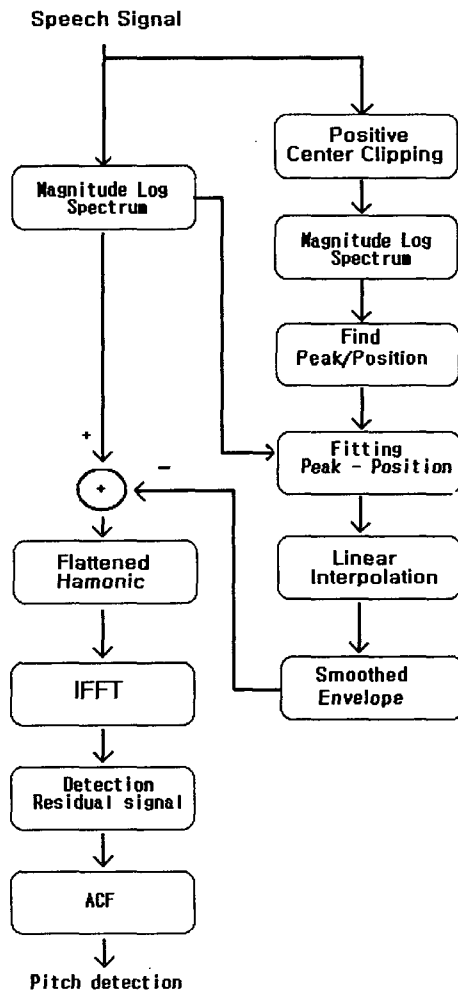 Speech Signal
Positive
Center Clipping
Magnitude Log
Spectrum
Magnitude Log
Spectrum
Find
Peak/Position
+
−
Fitting
Peak - Position
+
Flattened
Hamonic
Linear
Interpolation
IFFT
Smoothed
Envelope
Detection
Residual signal
ACF
Pitch detection